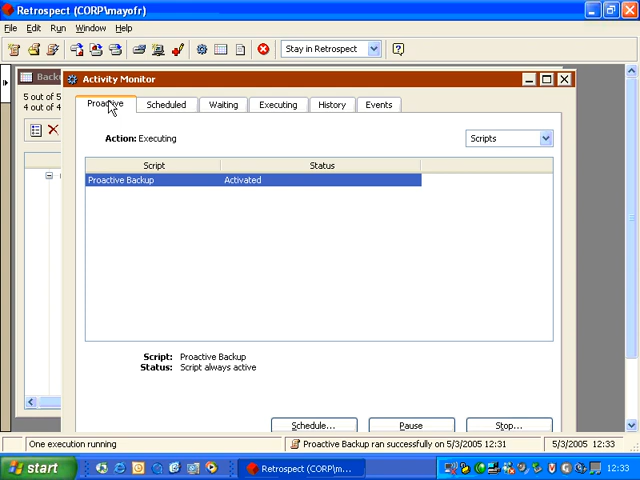 Retrospect (CORP\mayofr)
File Edit Run Window Help
Stay in Retrospect
Activity Monitor
5 out of 5
4 out of 4
Proactive Scheduled Waiting Executing History Events
Action: Executing
Scripts
Script Status
Proactive Backup Activated
Script: Proactive Backup
Status: Script always active
Schedule... Pause Stop...
One execution running
Proactive Backup ran successfully on 5/3/2005 12:31
5/3/2005 12:33
start
Retrospect (CORP\m...
12:33